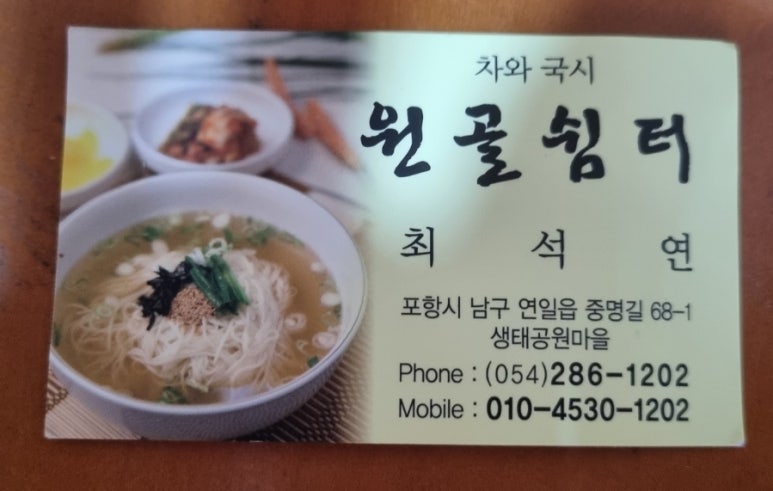 차와 국시
원골쉼터
최 석 연
포항시 남구 연일읍 중명길 68-1
생태공원마을
Phone : (054)286-1202
Mobile : 010-4530-1202